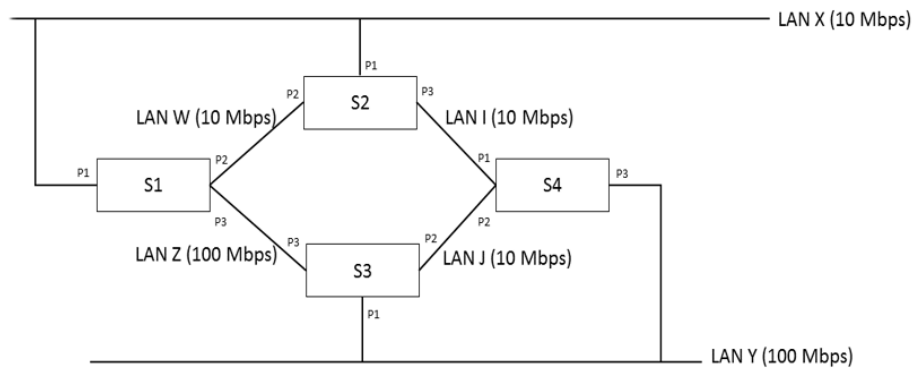 LAN X (10 Mbps)
P1
P2
S2
P3
LAN W (10 Mbps)
LAN I (10 Mbps)
P2
P1
P1
S1
S4
P3
P3
P2
P3
P2
LAN Z (100 Mbps)
S3
LAN J (10 Mbps)
P1
LAN Y (100 Mbps)